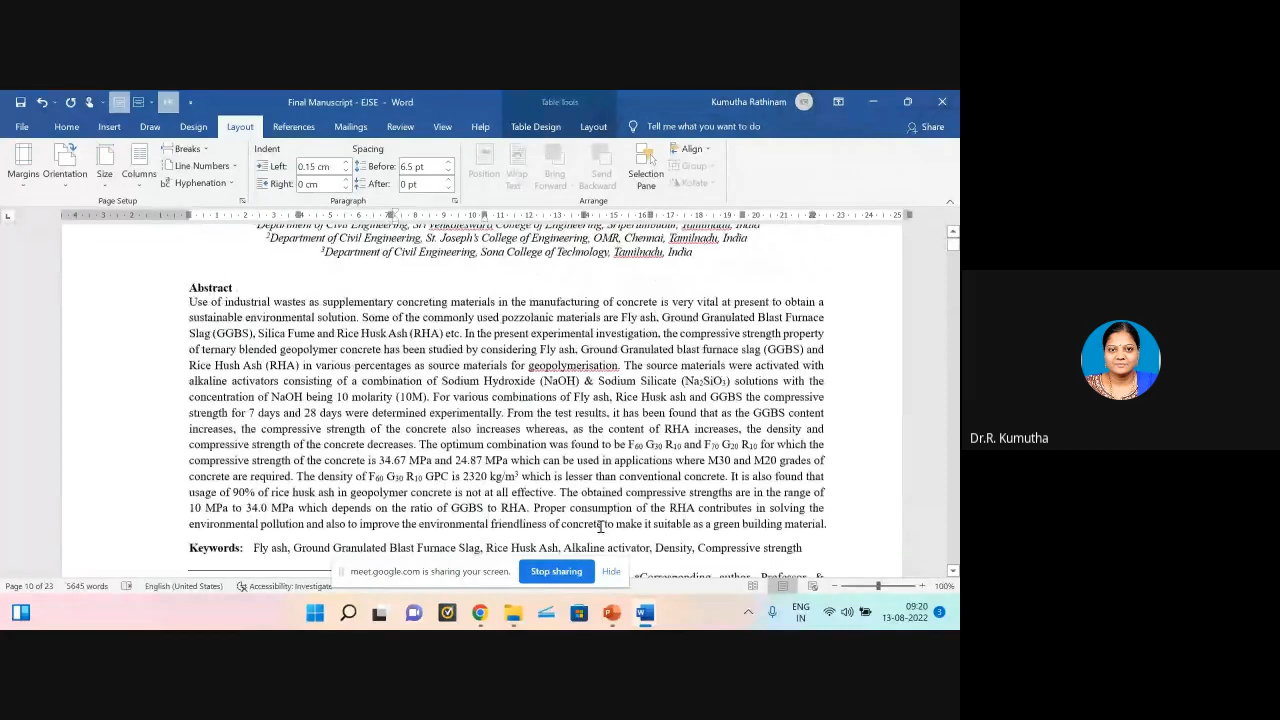 Final Manuscript - EJSE - Word
Table Tools
Kumutha Rathinam
KR
File Home Insert Draw Design Layout References Mailings Review View Help Table Design Layout Tell me what you want to do Share
Margins Orientation Size Columns
Breaks
Line Numbers
Hyphenation
Page Setup
Indent Spacing
Left: 0.15 cm Before: 6.5 pt
Right: 0 cm After: 0 pt
Paragraph
Position Wrap Text Bring Forward Send Backward Selection Pane
Align
Group
Rotate
Arrange
Department of Civil Engineering, Sri Venkateswara College of Engineering, Sriperumbudur, Tamilnadu, India
²Department of Civil Engineering, St. Joseph's College of Engineering, OMR, Chennai, Tamilnadu, India
³Department of Civil Engineering, Sona College of Technology, Tamilnadu, India
Abstract
Use of industrial wastes as supplementary concreting materials in the manufacturing of concrete is very vital at present to obtain a
sustainable environmental solution. Some of the commonly used pozzolanic materials are Fly ash, Ground Granulated Blast Furnace
Slag (GGBS), Silica Fume and Rice Husk Ash (RHA) etc. In the present experimental investigation, the compressive strength property
of ternary blended geopolymer concrete has been studied by considering Fly ash, Ground Granulated blast furnace slag (GGBS) and
Rice Husk Ash (RHA) in various percentages as source materials for geopolymerisation. The source materials were activated with
alkaline activators consisting of a combination of Sodium Hydroxide (NaOH) & Sodium Silicate (Na₂SiO₃) solutions with the
concentration of NaOH being 10 molarity (10M). For various combinations of Fly ash, Rice Husk ash and GGBS the compressive
strength for 7 days and 28 days were determined experimentally. From the test results, it has been found that as the GGBS content
increases, the compressive strength of the concrete also increases whereas, as the content of RHA increases, the density and
compressive strength of the concrete decreases. The optimum combination was found to be F₆₀ G₃₀ R₁₀ and F₇₀ G₂₀ R₁₀ for which the
compressive strength of the concrete is 34.67 MPa and 24.87 MPa which can be used in applications where M30 and M20 grades of
concrete are required. The density of F₆₀ G₃₀ R₁₀ GPC is 2320 kg/m³ which is lesser than conventional concrete. It is also found that
usage of 90% of rice husk ash in geopolymer concrete is not at all effective. The obtained compressive strengths are in the range of
10 MPa to 34.0 MPa which depends on the ratio of GGBS to RHA. Proper consumption of the RHA contributes in solving the
environmental pollution and also to improve the environmental friendliness of concrete to make it suitable as a green building material.
Keywords: Fly ash, Ground Granulated Blast Furnace Slag, Rice Husk Ash, Alkaline activator, Density, Compressive strength
Corresponding author, Professor &
meet.google.com is sharing your screen. Stop sharing Hide
Page 10 of 23 5645 words English (United States) Accessibility: Investigate 100%
ENG
IN
09:20
13-08-2022
3
Dr.R. Kumutha